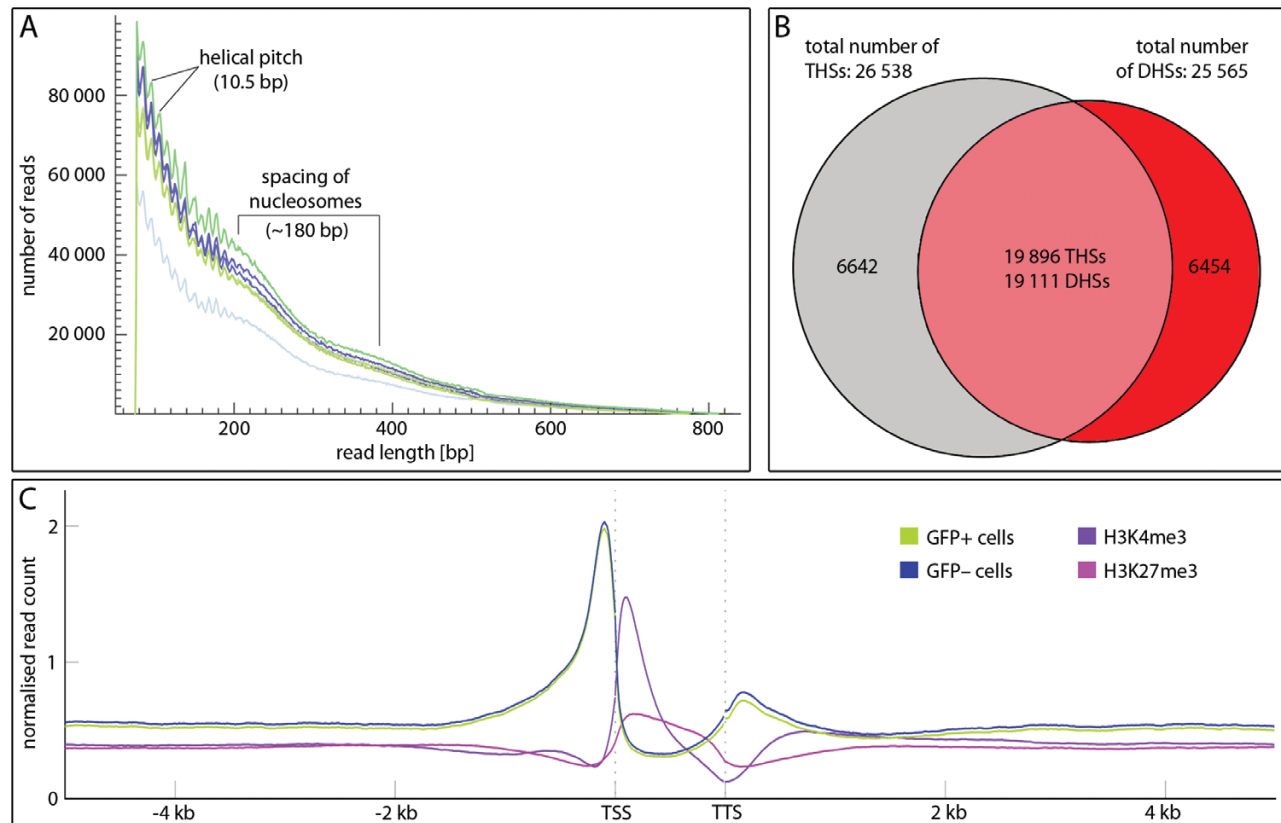 A
number of reads
80 000
60 000
40 000
20 000
helical pitch
(10.5 bp)
spacing of
nucleosomes
(~180 bp)
200
400
600
800
read length [bp]
B
total number of
THSs: 26 538
total number
of DHSs: 25 565
6642
19 896 THSs
19 111 DHSs
6454
C
normalised read count
2
1
0
GFP+ cells
GFP– cells
H3K4me3
H3K27me3
-4 kb
-2 kb
TSS
TTS
2 kb
4 kb